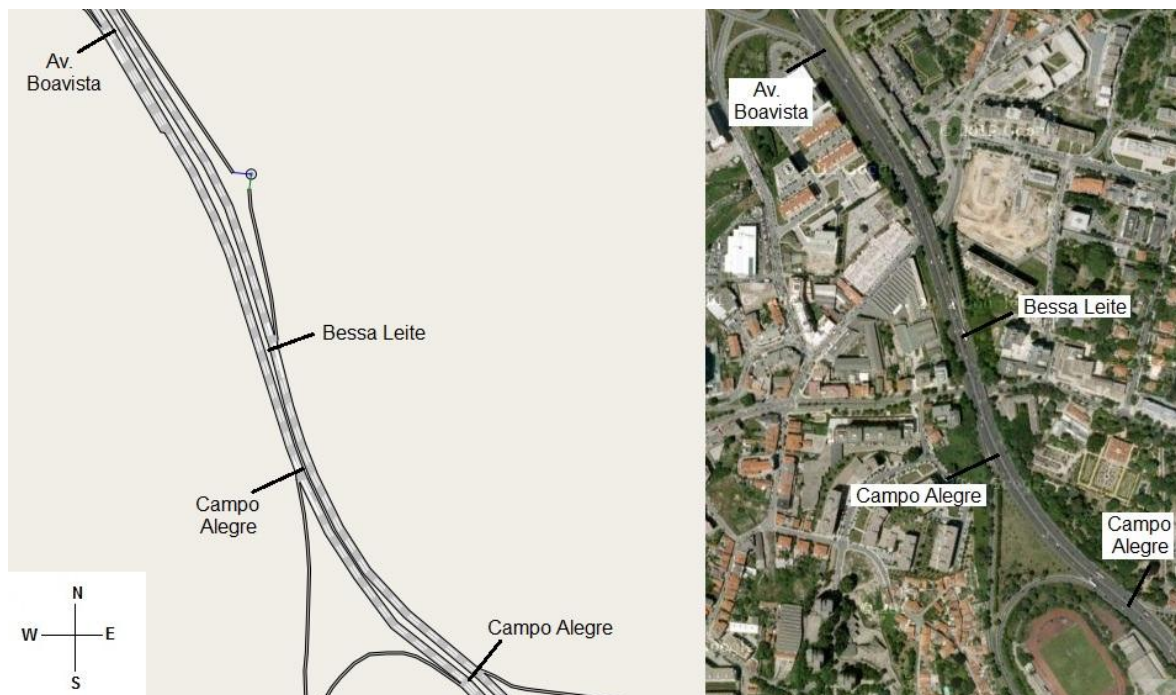 Av.
Boavista
Bessa Leite
Campo
Alegre
Campo Alegre
N
W
E
S
Av.
Boavista
Bessa Leite
Campo Alegre
Campo
Alegre